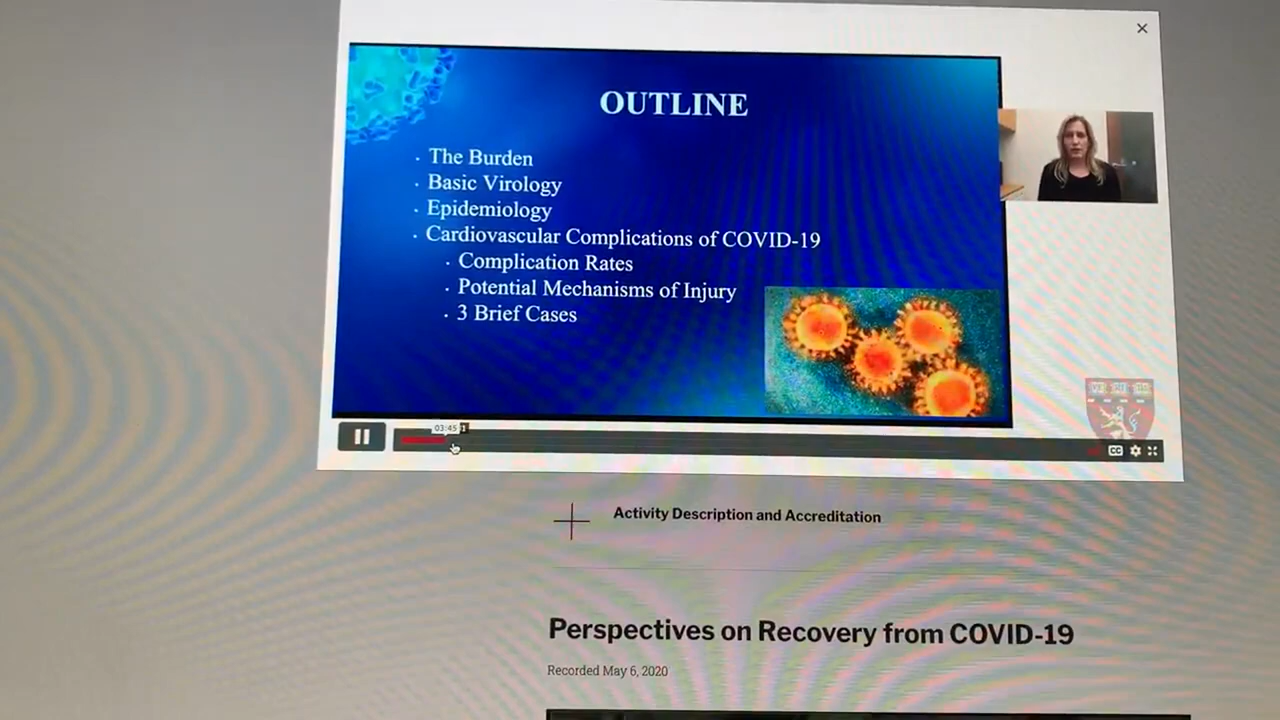 OUTLINE
· The Burden
· Basic Virology
· Epidemiology
· Cardiovascular Complications of COVID-19
· Complication Rates
· Potential Mechanisms of Injury
· 3 Brief Cases
03:45
CC
Activity Description and Accreditation
Perspectives on Recovery from COVID-19
Recorded May 6, 2020